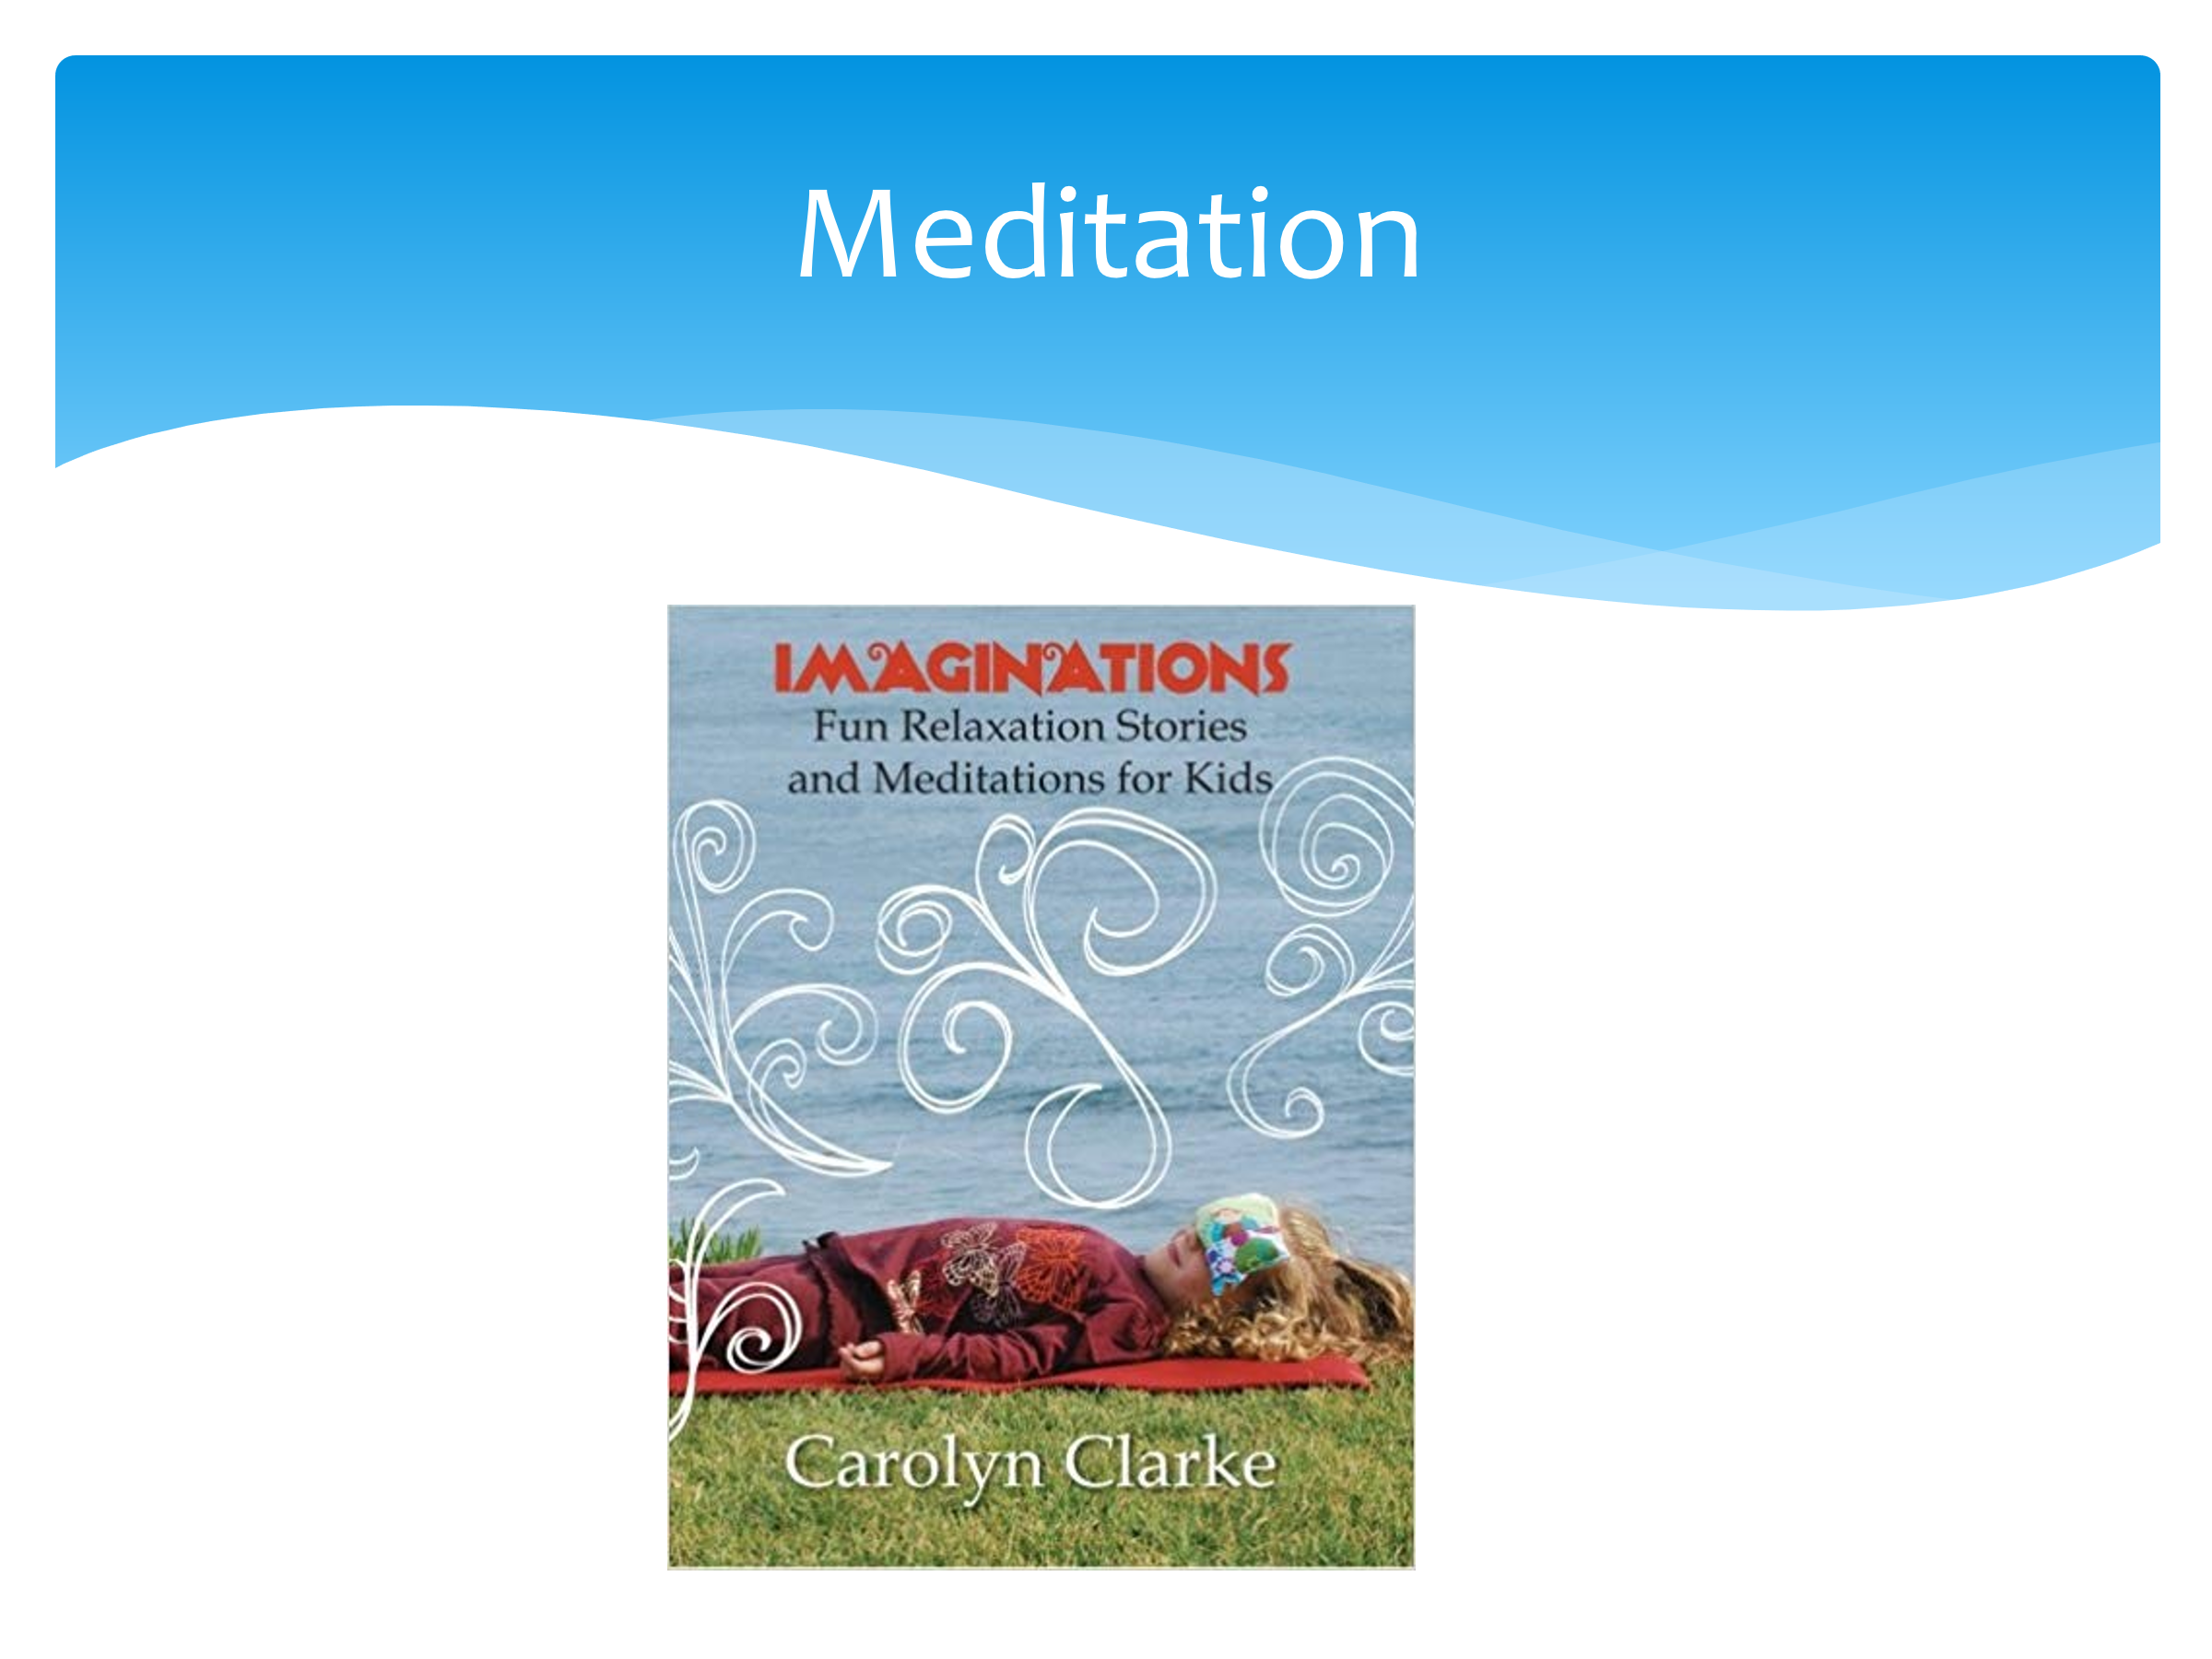 Meditation
IMAGINATIONS
Fun Relaxation Stories
and Meditations for Kids
Carolyn Clarke